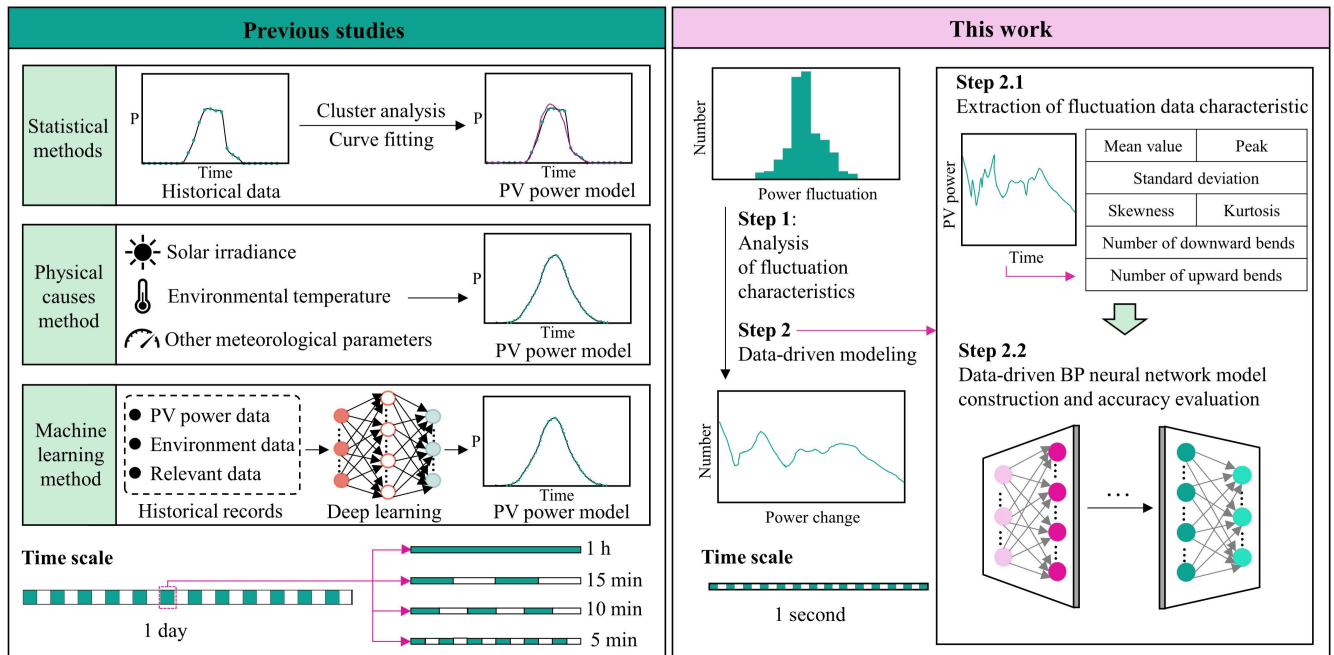 Previous studies
Statistical
methods
P
Time
Historical data
Cluster analysis
Curve fitting
P
Time
PV power model
Physical
causes
method
Solar irradiance
Environmental temperature
Other meteorological parameters
P
Time
PV power model
Machine
learning
method
PV power data
Environment data
Relevant data
Historical records
Deep learning
P
Time
PV power model
Time scale
1 day
1 h
15 min
10 min
5 min
This work
Number
Power fluctuation
Step 1:
Analysis
of fluctuation
characteristics
Step 2
Data-driven modeling
Number
Power change
Time scale
1 second
Step 2.1
Extraction of fluctuation data characteristic
PV power
Time
Mean value
Peak
Standard deviation
Skewness
Kurtosis
Number of downward bends
Number of upward bends
Step 2.2
Data-driven BP neural network model
construction and accuracy evaluation